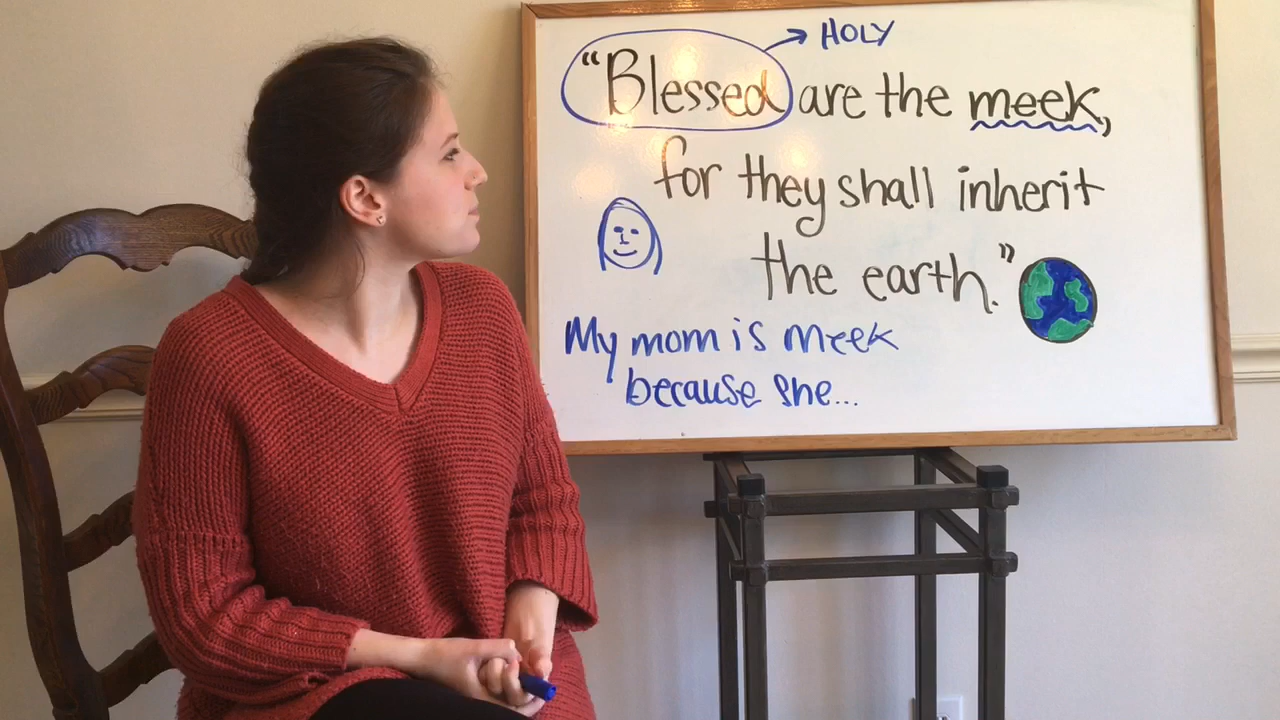 HOLY
"Blessed are the meek,
for they shall inherit
the earth."
My mom is meek
because she...